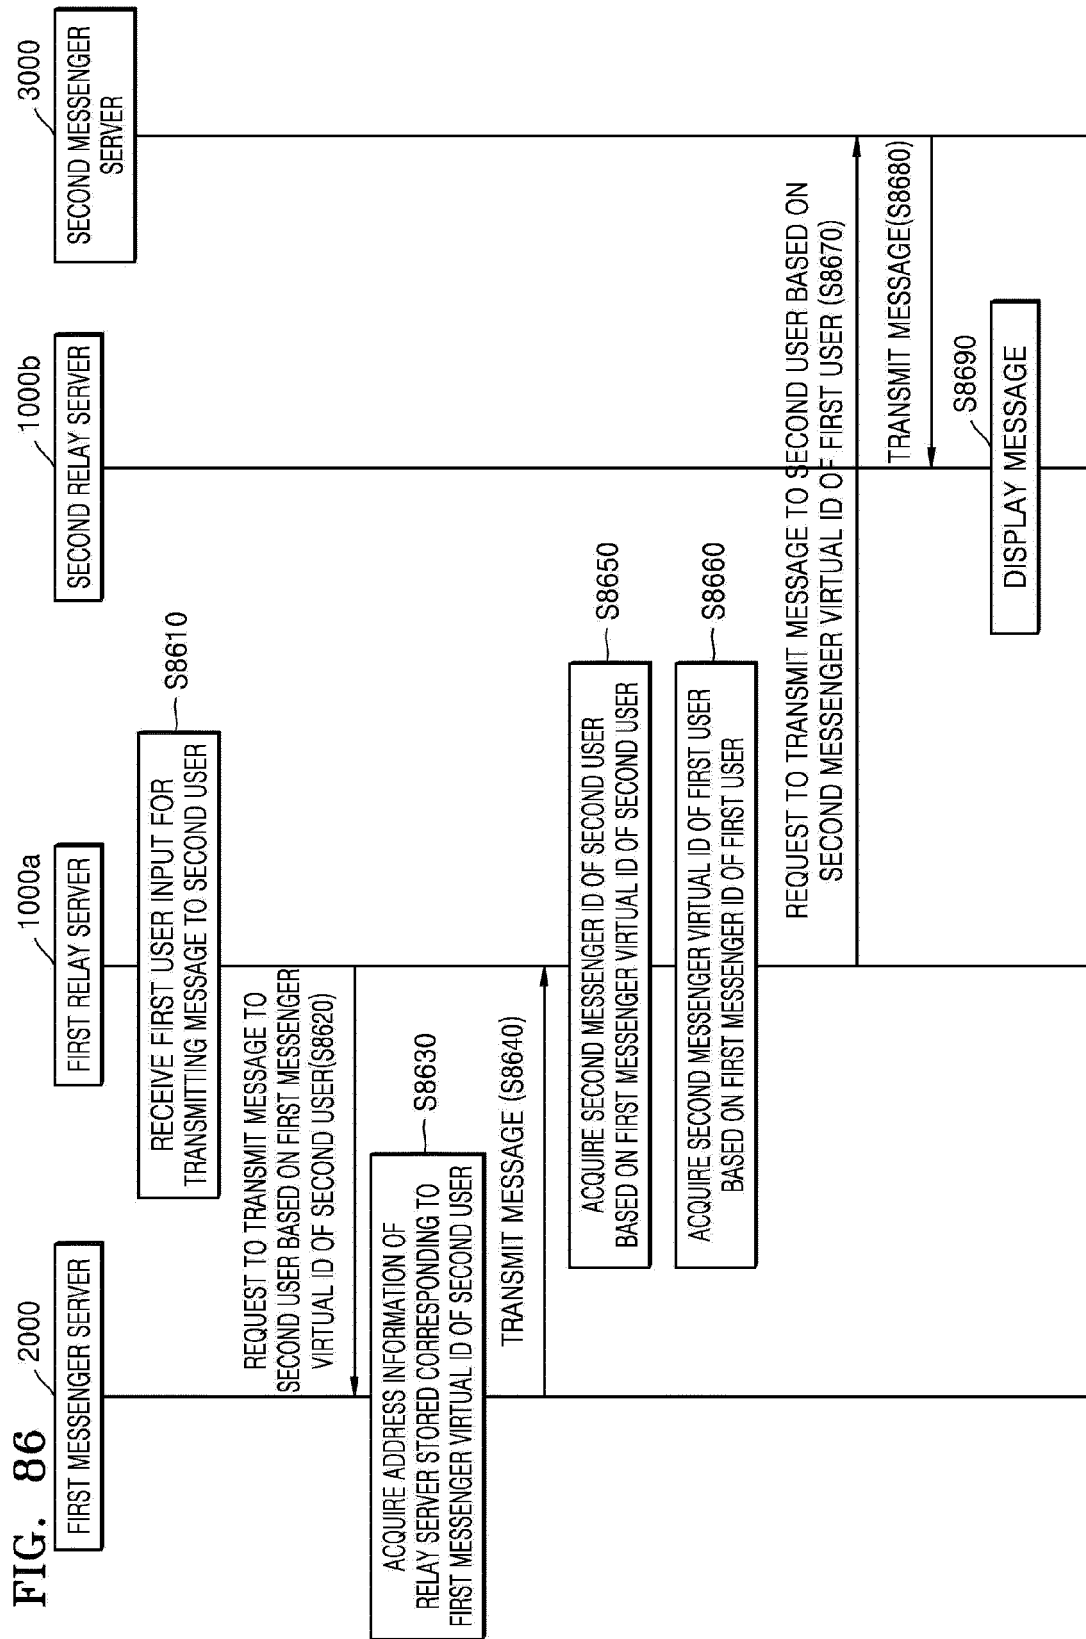 FIG. 86
2000
FIRST MESSENGER SERVER
1000a
FIRST RELAY SERVER
1000b
SECOND RELAY SERVER
3000
SECOND MESSENGER
SERVER
RECEIVE FIRST USER INPUT FOR
TRANSMITTING MESSAGE TO SECOND USER
S8610
REQUEST TO TRANSMIT MESSAGE TO
SECOND USER BASED ON FIRST MESSENGER
VIRTUAL ID OF SECOND USER(S8620)
ACQUIRE ADDRESS INFORMATION OF
RELAY SERVER STORED CORRESPONDING TO
FIRST MESSENGER VIRTUAL ID OF SECOND USER
S8630
TRANSMIT MESSAGE (S8640)
ACQUIRE SECOND MESSENGER ID OF SECOND USER
BASED ON FIRST MESSENGER VIRTUAL ID OF SECOND USER
S8650
ACQUIRE SECOND MESSENGER VIRTUAL ID OF FIRST USER
BASED ON FIRST MESSENGER ID OF FIRST USER
S8660
REQUEST TO TRANSMIT MESSAGE TO SECOND USER BASED ON
SECOND MESSENGER VIRTUAL ID OF FIRST USER (S8670)
TRANSMIT MESSAGE(S8680)
S8690
DISPLAY MESSAGE